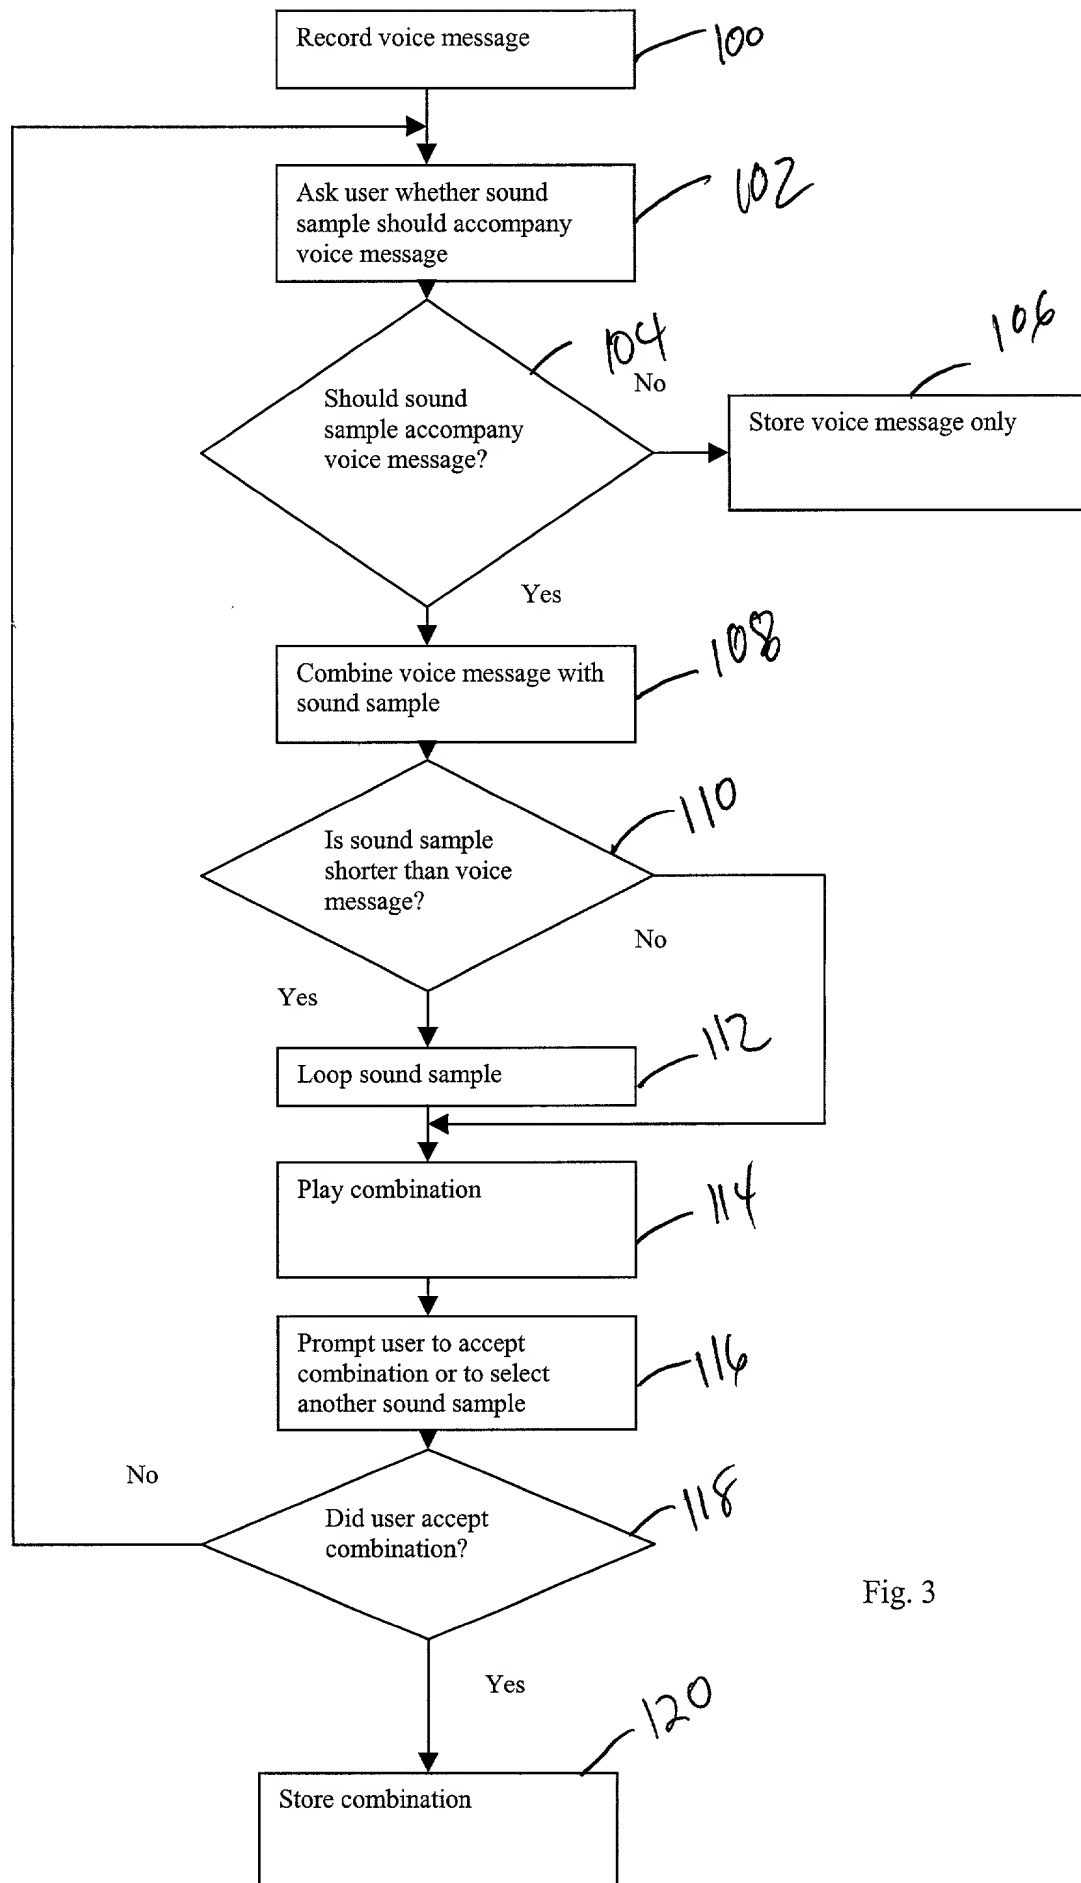 Record voice message
100
Ask user whether sound
sample should accompany
voice message
102
104
No
106
Should sound
sample accompany
voice message?
Store voice message only
Yes
Combine voice message with
sound sample
108
110
Is sound sample
shorter than voice
message?
No
Yes
Loop sound sample
112
Play combination
114
Prompt user to accept
combination or to select
another sound sample
116
No
Did user accept
combination?
118
Fig. 3
Yes
120
Store combination